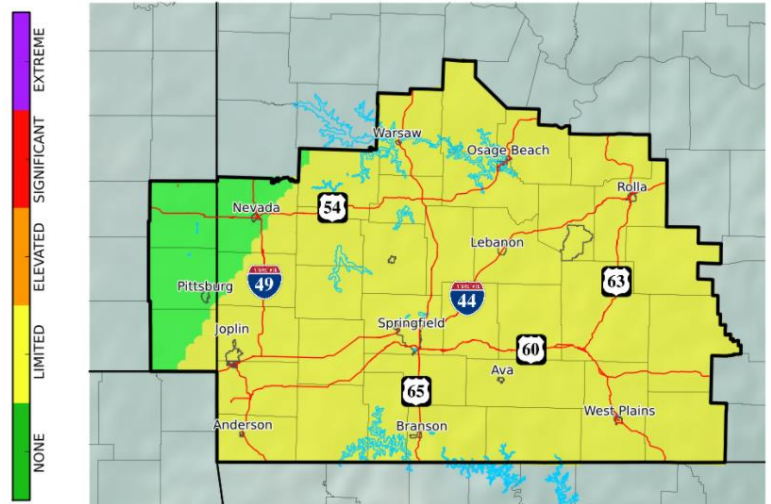 EXTREME
SIGNIFICANT
ELEVATED
LIMITED
NONE
Warsaw
Osage Beach
Rolla
Nevada
54
Lebanon
Pittsburg
49
44
63
Joplin
Springfield
60
Ava
65
West Plains
Anderson
Branson